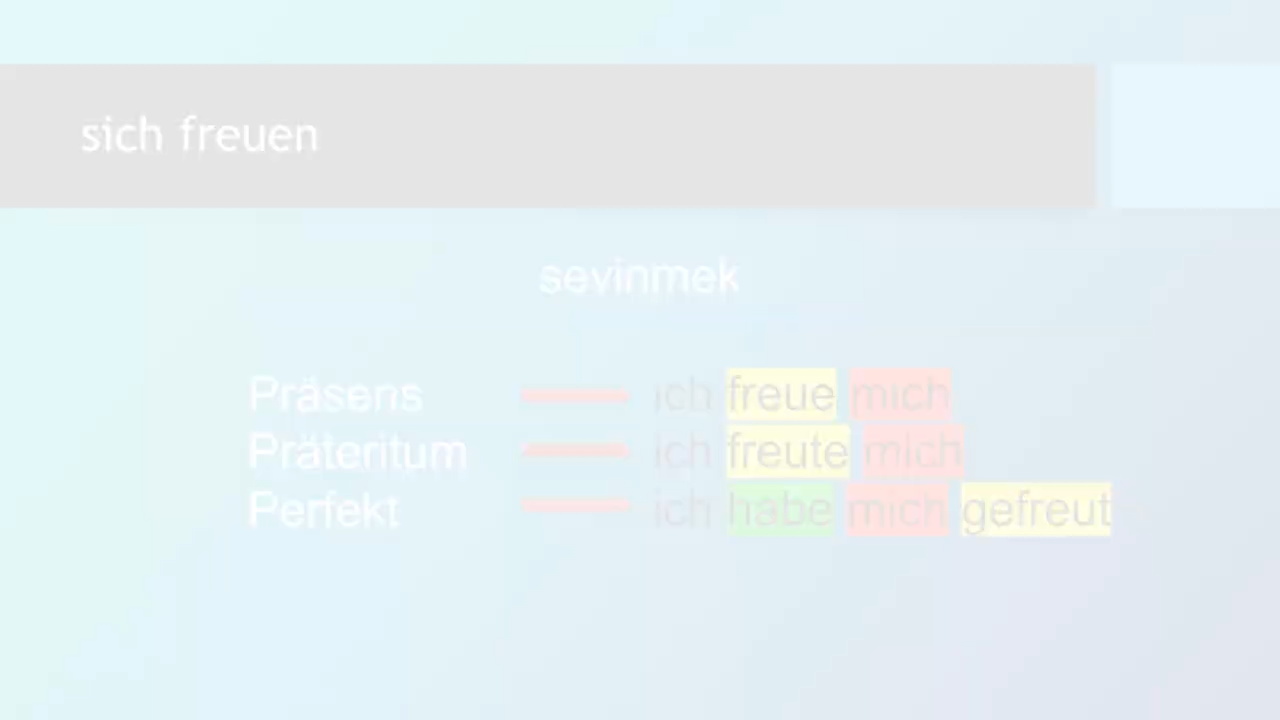 sich freuen
sevinmek
Präsens ich freue mich
Präteritum ich freute mich
Perfekt ich habe mich gefreut